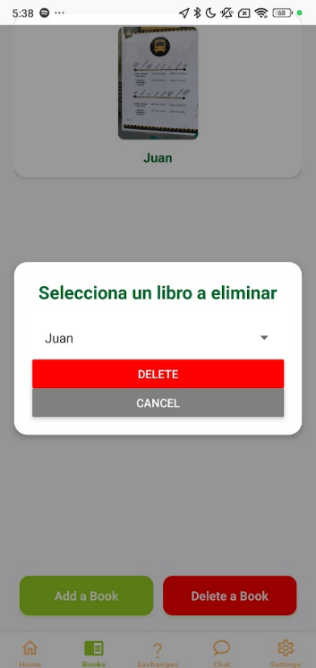 5:38
68
Juan
Selecciona un libro a eliminar
Juan
DELETE
CANCEL
Add a Book
Delete a Book
Home
Books
Exchanges
Chat
Settings